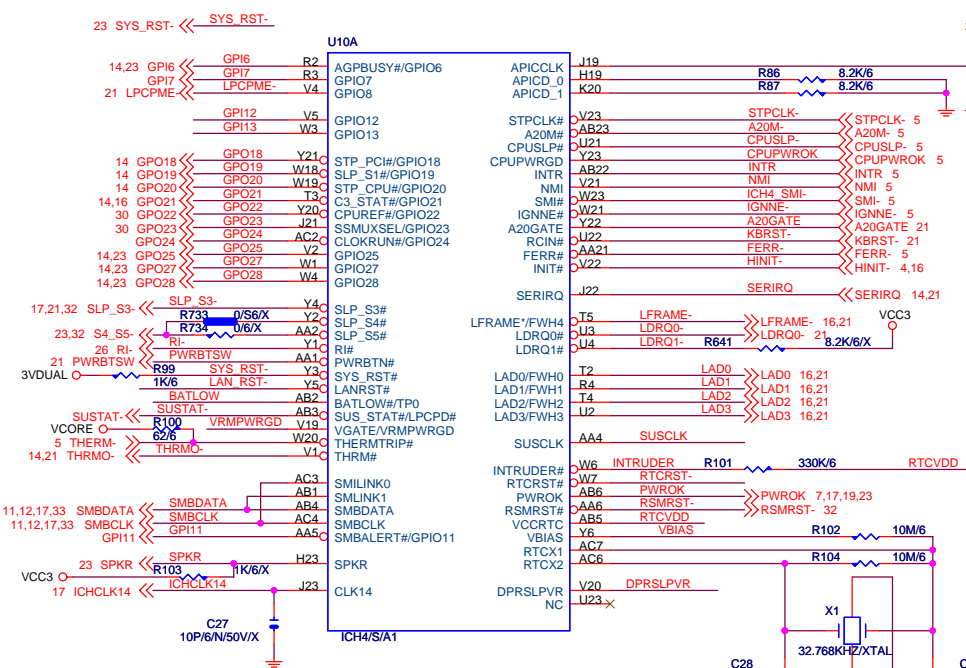 23 SYS_RST- SYS_RST-
U10A
14,23 GPI6 GPI6 R2 AGPBUSY#/GPIO6 APICCLK J19
GPI7 GPI7 R3 GPIO7 APICD_0 H19 R86 8.2K/6
21 LPCPME- LPCPME- V4 GPIO8 APICD_1 K20 R87 8.2K/6
GPI12 V5 GPIO12 STPCLK# V23 STPCLK- STPCLK- 5
GPI13 W3 GPIO13 A20M# AB23 A20M- A20M- 5
CPUSLP# U21 CPUSLP- CPUSLP- 5
14 GPO18 GPO18 Y21 STP_PCI#/GPIO18 CPUPWRGD Y23 CPUPWROK CPUPWROK 5
14 GPO19 GPO19 W18 SLP_S1#/GPIO19 INTR AB22 INTR INTR 5
14 GPO20 GPO20 W19 STP_CPU#/GPIO20 NMI V21 NMI NMI 5
14,16 GPO21 GPO21 T3 C3_STAT#/GPIO21 SMI# W23 ICH4_SMI- SMI- 5
30 GPO22 GPO22 Y20 CPUREF#/GPIO22 IGNNE# W21 IGNNE- IGNNE- 5
30 GPO23 GPO23 J21 SSMUXSEL/GPIO23 A20GATE Y22 A20GATE A20GATE 21
GPO24 GPO24 AC2 CLOKRUN#/GPIO24 RCIN# U22 KBRST- KBRST- 21
14,23 GPO25 GPO25 V2 GPIO25 FERR# AA21 FERR- FERR- 5
14,23 GPO27 GPO27 W1 GPIO27 INIT# V22 HINIT- HINIT- 4,16
14,23 GPO28 GPO28 W4 GPIO28
SERIRQ J22 SERIRQ SERIRQ 14,21
17,21,32 SLP_S3- SLP_S3- Y4 SLP_S3# VCC3
R733 0/S6/X Y2 SLP_S4# LFRAME*/FWH4 T5 LFRAME- LFRAME- 16,21
23,32 S4_S5- R734 0/6/X AA2 SLP_S5# LDRQ0# U3 LDRQ0- LDRQ0- 21
26 RI- RI- Y1 RI# LDRQ1# U4 LDRQ1- R641 8.2K/6/X
21 PWRBTSW PWRBTSW AA1 PWRBTN#
3VDUAL R99 1K/6 SYS_RST- Y3 SYS_RST# LAD0/FWH0 T2 LAD0 LAD0 16,21
LAN_RST- Y5 LANRST# LAD1/FWH1 R4 LAD1 LAD1 16,21
BATLOW AB2 BATLOW#/TP0 LAD2/FWH2 T4 LAD2 LAD2 16,21
SUSTAT- SUSTAT- AB3 SUS_STAT#/LPCPD# LAD3/FWH3 U2 LAD3 LAD3 16,21
VCORE R100 62/6 VRMPWRGD V19 VGATE/VRMPWRGD
5 THERM- W20 THERMTRIP# SUSCLK AA4 SUSCLK
14,21 THRMO- THRMO- V1 THRM#
INTRUDER# W6 INTRUDER R101 330K/6 RTCVDD
AC3 SMILINK0 RTCRST# W7 RTCRST-
AB1 SMLINK1 PWROK AB6 PWROK PWROK 7,17,19,23
11,12,17,33 SMBDATA SMBDATA AB4 SMBDATA RSMRST# AA6 RSMRST- RSMRST- 32
11,12,17,33 SMBCLK SMBCLK AC4 SMBCLK VCCRTC AB5 RTCVDD
GPI11 GPI11 AA5 SMBALERT#/GPIO11 VBIAS Y6 VBIAS R102 10M/6
RTCX1 AC7
23 SPKR SPKR H23 SPKR RTCX2 AC6 R104 10M/6
VCC3 R103 1K/6/X
17 ICHCLK14 ICHCLK14 J23 CLK14 DPRSLPVR V20 DPRSLPVR
NC U23
C27 X1
10P/6/N/50V/X ICH4/S/A1 32.768KHZ/XTAL
C28